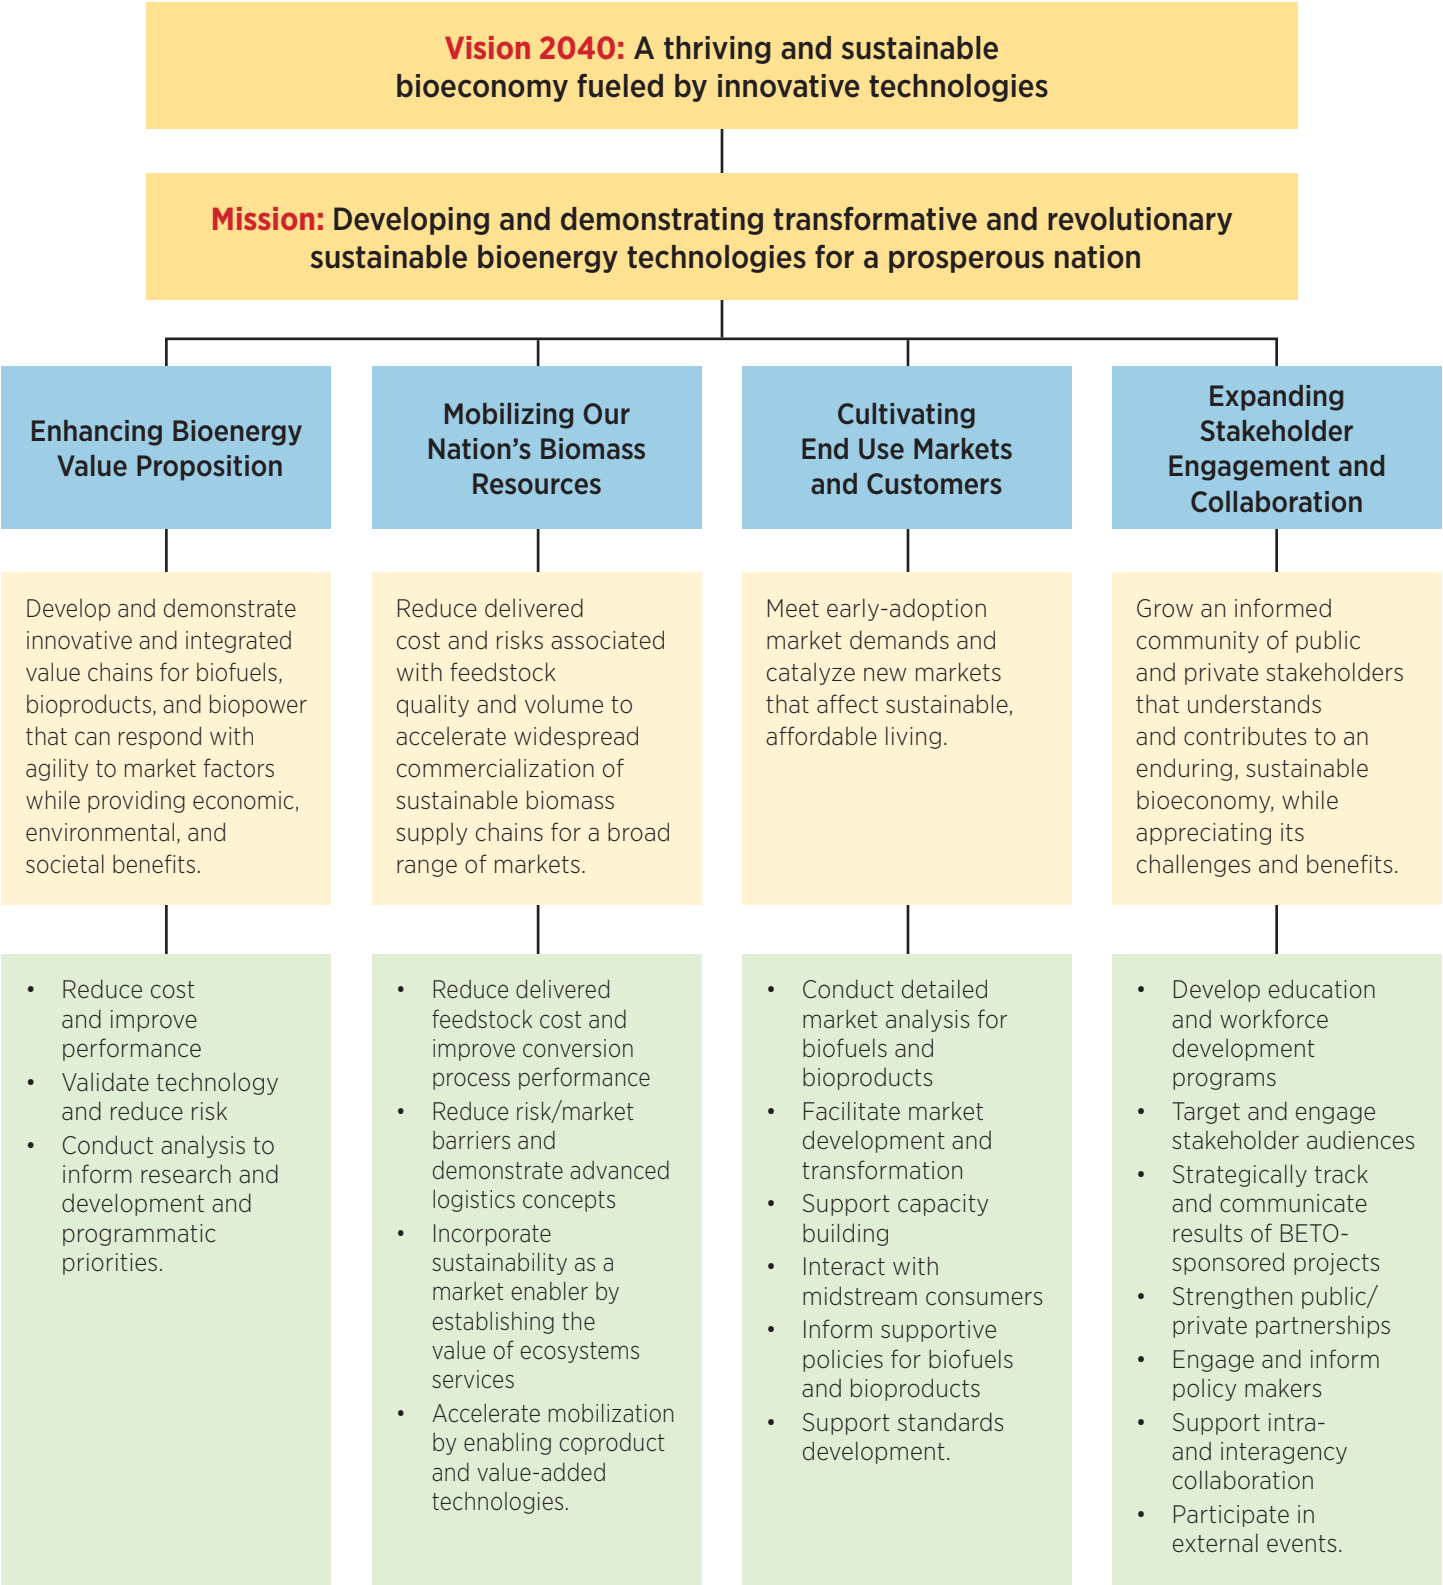 Vision 2040: A thriving and sustainable
bioeconomy fueled by innovative technologies
Mission: Developing and demonstrating transformative and revolutionary
sustainable bioenergy technologies for a prosperous nation
Enhancing Bioenergy
Value Proposition
Develop and demonstrate
innovative and integrated
value chains for biofuels,
bioproducts, and biopower
that can respond with
agility to market factors
while providing economic,
environmental, and
societal benefits.
• Reduce cost
and improve
performance
• Validate technology
and reduce risk
• Conduct analysis to
inform research and
development and
programmatic
priorities.
Mobilizing Our
Nation’s Biomass
Resources
Reduce delivered
cost and risks associated
with feedstock
quality and volume to
accelerate widespread
commercialization of
sustainable biomass
supply chains for a broad
range of markets.
• Reduce delivered
feedstock cost and
improve conversion
process performance
• Reduce risk/market
barriers and
demonstrate advanced
logistics concepts
• Incorporate
sustainability as a
market enabler by
establishing the
value of ecosystems
services
• Accelerate mobilization
by enabling coproduct
and value-added
technologies.
Cultivating
End Use Markets
and Customers
Meet early-adoption
market demands and
catalyze new markets
that affect sustainable,
affordable living.
• Conduct detailed
market analysis for
biofuels and
bioproducts
• Facilitate market
development and
transformation
• Support capacity
building
• Interact with
midstream consumers
• Inform supportive
policies for biofuels
and bioproducts
• Support standards
development.
Expanding
Stakeholder
Engagement and
Collaboration
Grow an informed
community of public
and private stakeholders
that understands
and contributes to an
enduring, sustainable
bioeconomy, while
appreciating its
challenges and benefits.
• Develop education
and workforce
development
programs
• Target and engage
stakeholder audiences
• Strategically track
and communicate
results of BETO-
sponsored projects
• Strengthen public/
private partnerships
• Engage and inform
policy makers
• Support intra-
and interagency
collaboration
• Participate in
external events.